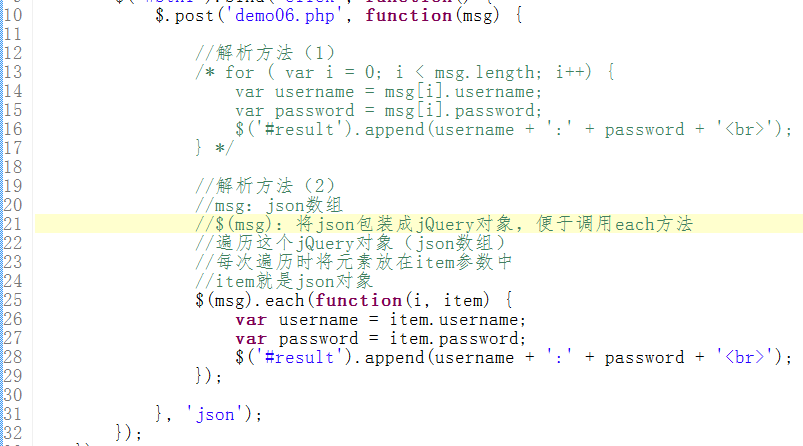 10 $.post('demo06.php', function(msg) {
11
12 //解析方法（1）
13 /* for ( var i = 0; i < msg.length; i++) {
14 var username = msg[i].username;
15 var password = msg[i].password;
16 $('#result').append(username + ':' + password + '<br>');
17 } */
18
19 //解析方法（2）
20 //msg：json数组
21 //$(msg)：将json包装成jQuery对象，便于调用each方法
22 //遍历这个jQuery对象（json数组）
23 //每次遍历时将元素放在item参数中
24 //item就是json对象
25 $(msg).each(function(i, item) {
26 var username = item.username;
27 var password = item.password;
28 $('#result').append(username + ':' + password + '<br>');
29 });
30
31 }, 'json');
32 });